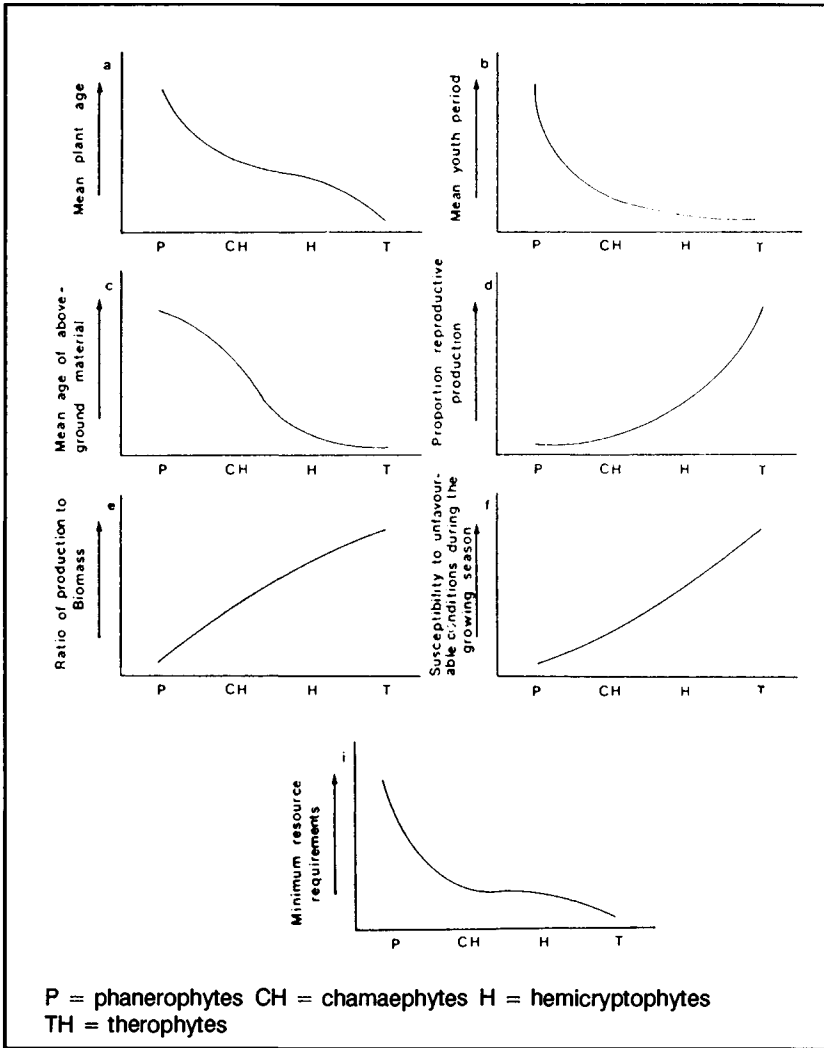 a
Mean plant age
P CH H T
b
Mean youth period
P CH H T
c
Mean age of above-
ground material
P CH H T
d
Proportion reproductive
production
P CH H T
e
Ratio of production to
Biomass
P CH H T
f
Susceptibility to unfavour-
able conditions during the
growing season
P CH H T
i
Minimum resource
requirements
P CH H T
P = phanerophytes CH = chamaephytes H = hemicryptophytes
TH = therophytes